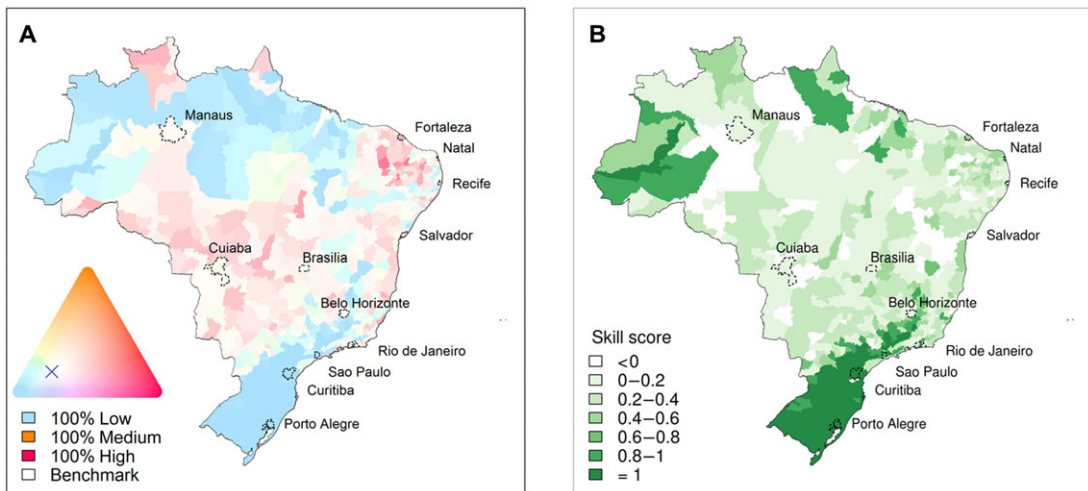 A
Manaus
Fortaleza
Natal
Recife
Salvador
Cuiaba
Brasilia
Belo Horizonte
Rio de Janeiro
Sao Paulo
Curitiba
Porto Alegre
100% Low
100% Medium
100% High
Benchmark
B
Manaus
Fortaleza
Natal
Recife
Salvador
Cuiaba
Brasilia
Belo Horizonte
Rio de Janeiro
Sao Paulo
Curitiba
Porto Alegre
Skill score
<0
0−0.2
0.2−0.4
0.4−0.6
0.6−0.8
0.8−1
= 1